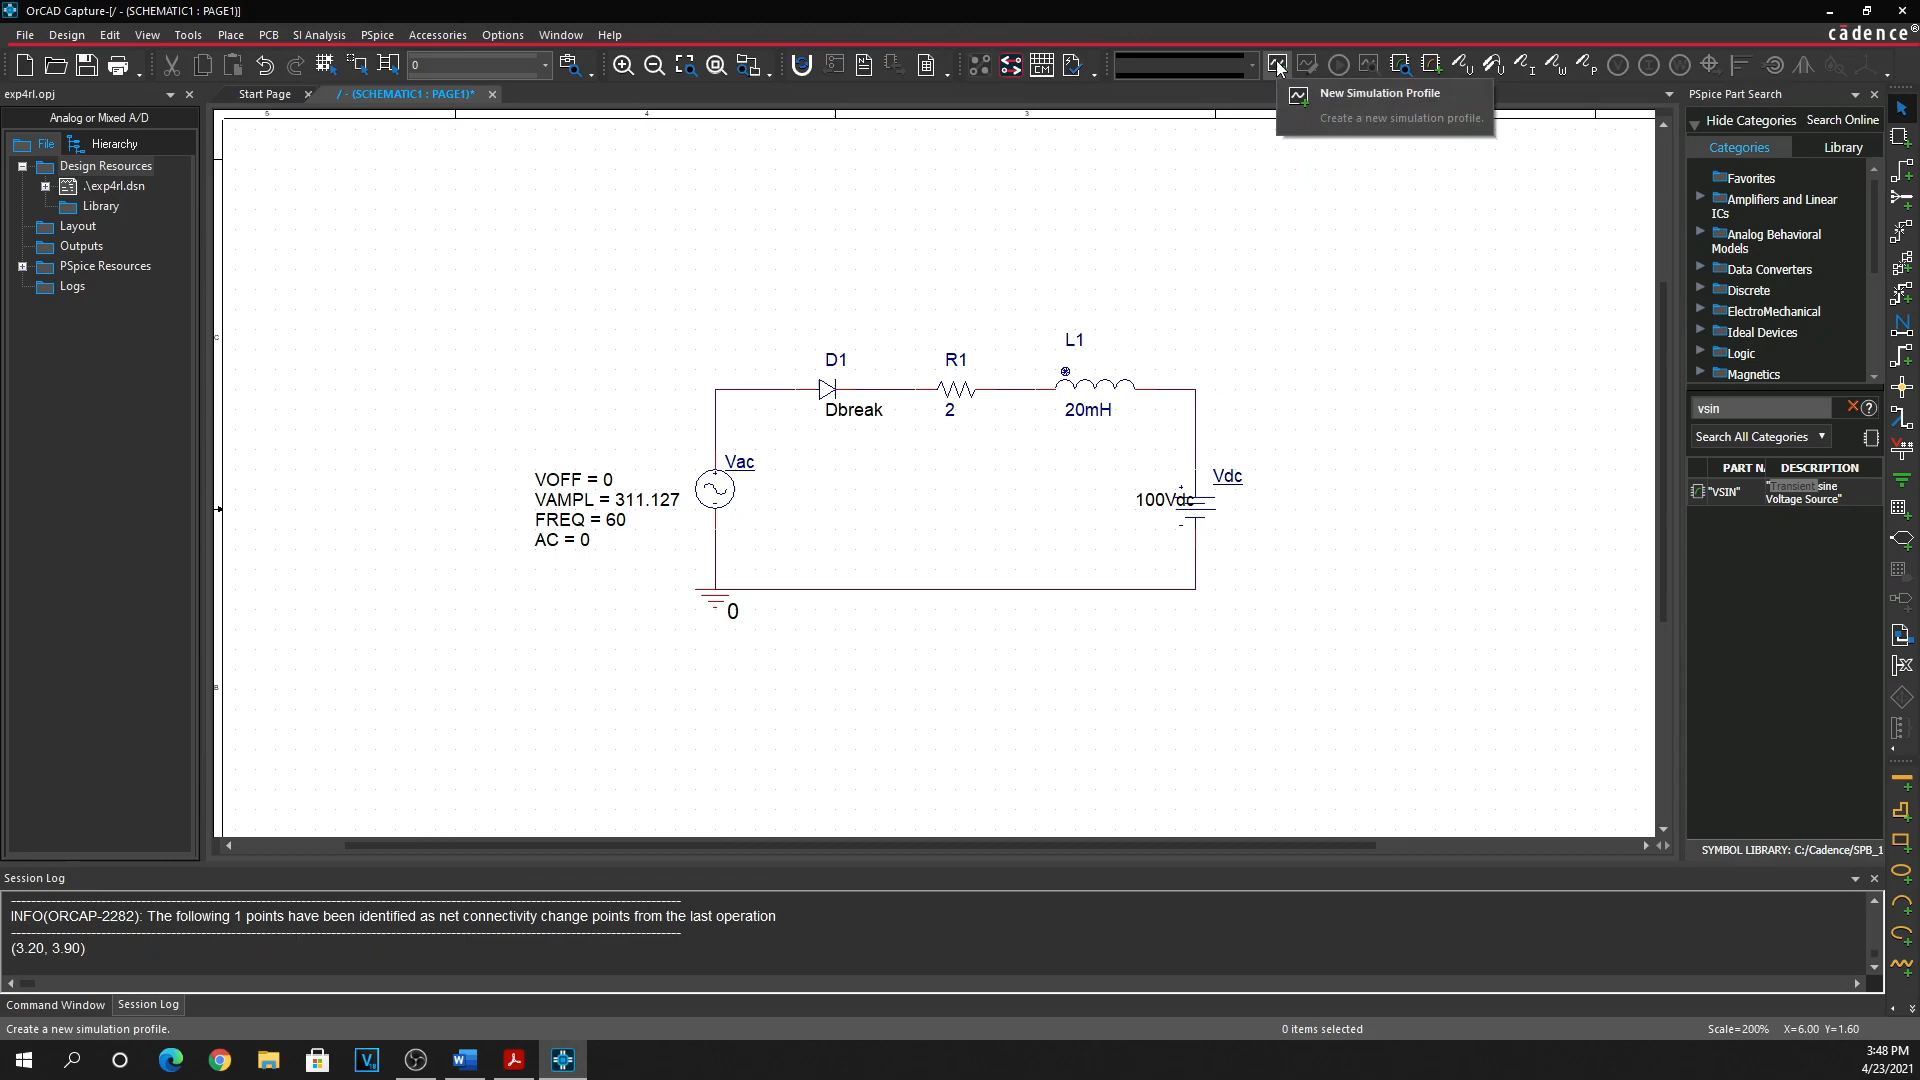 OrCAD Capture-[/ - (SCHEMATIC1 : PAGE1)]
File Design Edit View Tools Place PCB SI Analysis PSpice Accessories Options Window Help
cādence®
0
exp4rl.opj
Start Page
/ - (SCHEMATIC1 : PAGE1)*
New Simulation Profile
Create a new simulation profile.
PSpice Part Search
Analog or Mixed A/D
File
Hierarchy
Design Resources
.\exp4rl.dsn
Library
Layout
Outputs
PSpice Resources
Logs
5
4
3
C
B
L1
D1
R1
Dbreak
2
20mH
Vac
VOFF = 0
VAMPL = 311.127
FREQ = 60
AC = 0
Vdc
100Vdc
0
Hide Categories
Search Online
Categories
Library
Favorites
Amplifiers and Linear
ICs
Analog Behavioral
Models
Data Converters
Discrete
ElectroMechanical
Ideal Devices
Logic
Magnetics
vsin
Search All Categories
PART N
DESCRIPTION
"VSIN"
"Transient sine
Voltage Source"
SYMBOL LIBRARY: C:/Cadence/SPB_1
Session Log
INFO(ORCAP-2282): The following 1 points have been identified as net connectivity change points from the last operation
(3.20, 3.90)
Command Window
Session Log
Create a new simulation profile.
0 items selected
Scale=200%
X=6.00 Y=1.60
3:48 PM
4/23/2021